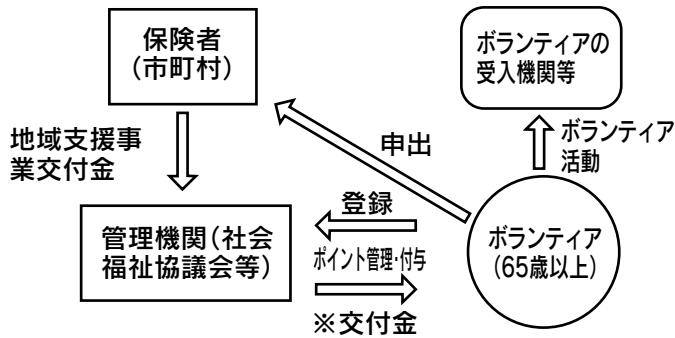 保険者
（市町村）
ボランティアの
受入機関等
地域支援事
業交付金
申出
ボランティア
活動
登録
管理機関（社会
福祉協議会等）
ポイント管理・付与
ボランティア
（65歳以上）
※交付金